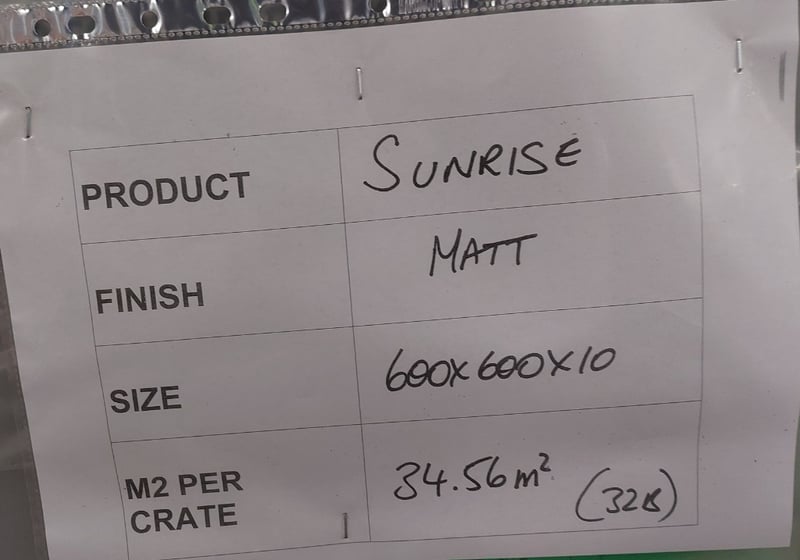 PRODUCT SUNRISE
FINISH MATT
SIZE 600X600X10
M2 PER
CRATE 34.56m² (32B)